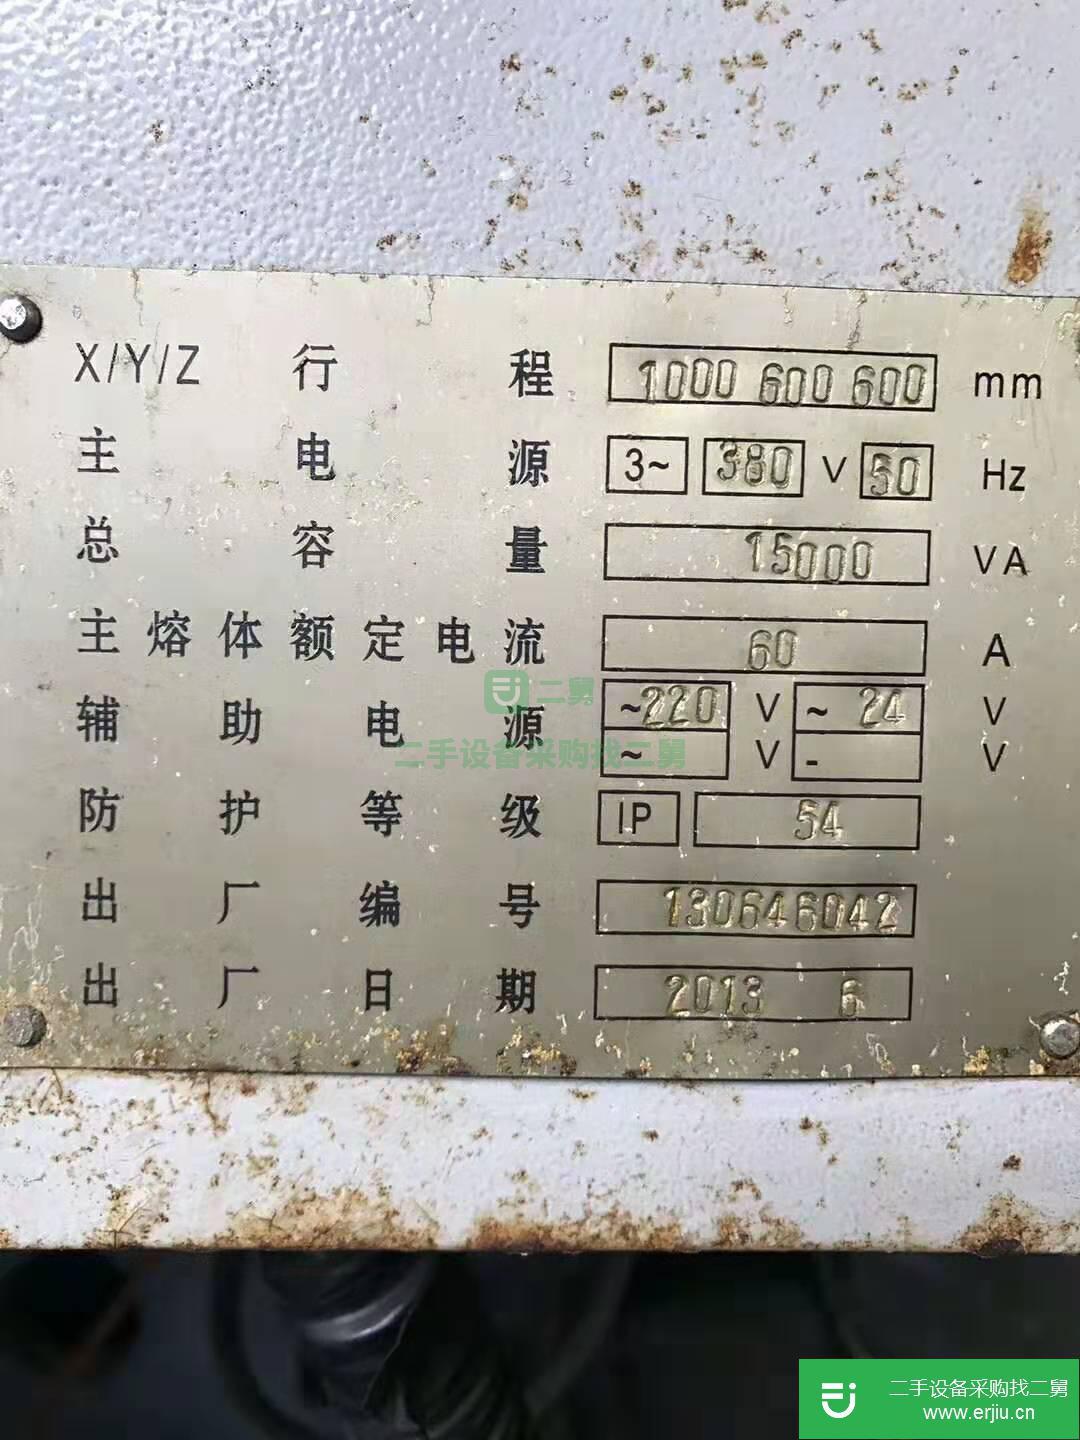 X/Y/Z 行 程 1000 600 600 mm
主 电 源 3~ 380 V 50 Hz
总 容 量 15000 VA
主熔体额定电流 60 A
辅 助 电 源 ~220 V ~ 24 V
~ V - V
二舅
二手设备采购找二舅
防 护 等 级 IP 54
出 厂 编 号 130646042
出 厂 日 期 2013 6
二手设备采购找二舅
www.erjiu.cn